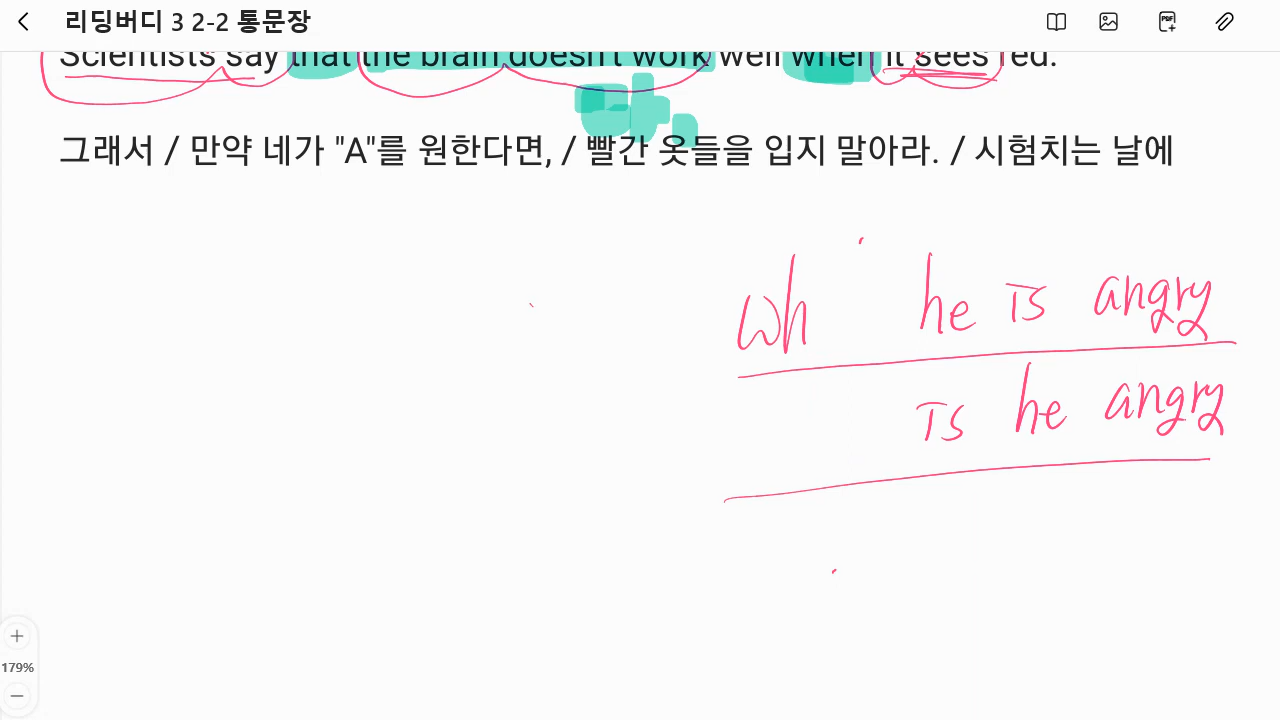 리딩버디 3 2-2 통문장
Scientists say that the brain doesn't work well when it sees red.
그래서 / 만약 네가 "A"를 원한다면, / 빨간 옷들을 입지 말아라. / 시험치는 날에
Wh he is angry
is he angry
179%